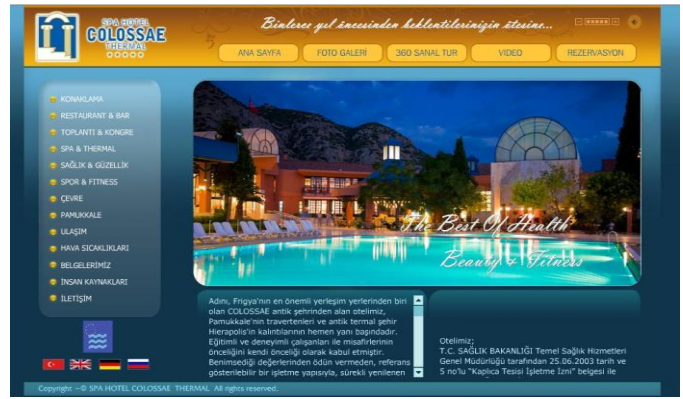 SPA HOTEL
COLOSSAE
THERMAL
Binlerce yıl öncesinden beklentilerinizin ötesine...
ANA SAYFA
FOTO GALERİ
360 SANAL TUR
VIDEO
REZERVASYON
KONAKLAMA
RESTAURANT & BAR
TOPLANTI & KONGRE
SPA & THERMAL
SAĞLIK & GÜZELLİK
SPOR & FITNESS
ÇEVRE
PAMUKKALE
ULAŞIM
HAVA SICAKLIKLARI
BELGELERİMİZ
İNSAN KAYNAKLARI
İLETİŞİM
The Best Of Health
Beauty + Fitness
Adını, Frigya'nın en önemli yerleşim yerlerinden biri
olan COLOSSAE antik şehrinden alan otelimiz,
Pamukkale'nin travertenleri ve antik termal şehir
Hierapolis'in kalıntılarının hemen yanı başındadır.
Eğitimli ve deneyimli çalışanları ile misafirlerinin
önceliğini kendi önceliği olarak kabul etmiştir.
Benimsediği değerlerinden ödün vermeden, referans
gösterilebilir bir işletme yapısıyla, sürekli yenilenen
Otelimiz;
T.C. SAĞLIK BAKANLIĞI Temel Sağlık Hizmetleri
Genel Müdürlüğü tarafından 25.06.2003 tarih ve
5 no'lu "Kaplıca Tesisi İşletme İzni" belgesi ile
Copyright ~© SPA HOTEL COLOSSAE THERMAL All rights reserved.